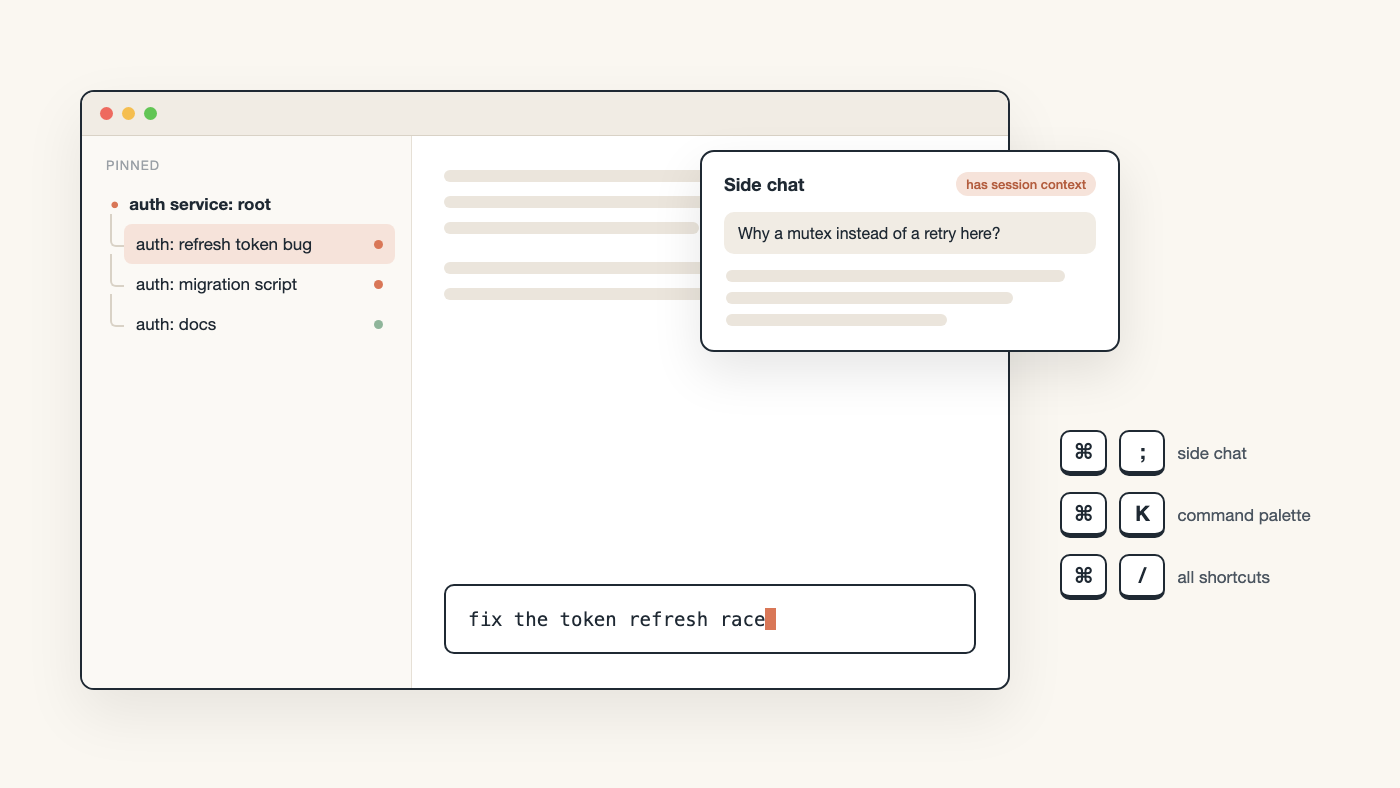 PINNED
auth service: root
auth: refresh token bug
auth: migration script
auth: docs
Side chat
has session context
Why a mutex instead of a retry here?
fix the token refresh race
⌘ ; side chat
⌘ K command palette
⌘ / all shortcuts